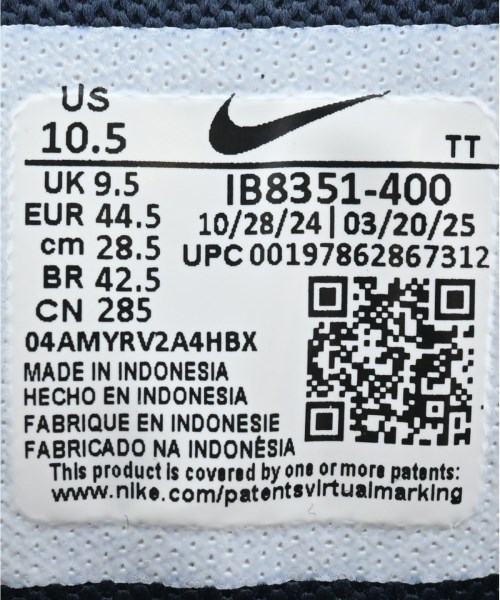 US
10.5
TT
UK 9.5
EUR 44.5
cm 28.5
BR 42.5
CN 285
IB8351-400
10/28/24 | 03/20/25
UPC 00197862867312
04AMYRV2A4HBX
MADE IN INDONESIA
HECHO EN INDONESIA
FABRIQUE EN INDONESIE
FABRICADO NA INDONÉSIA
This product is covered by one or more patents:
www.nike.com/patentsvirtualmarking